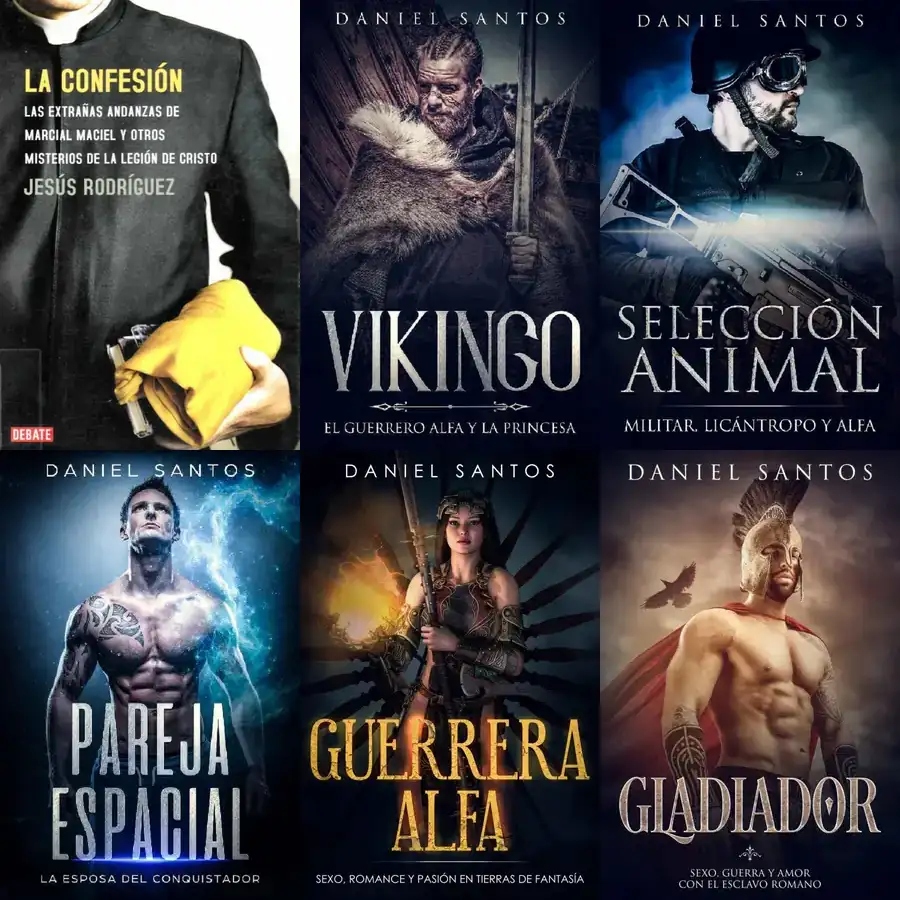 LA CONFESIÓN
LAS EXTRAÑAS ANDANZAS DE
MARCIAL MACIEL Y OTROS
MISTERIOS DE LA LEGIÓN DE CRISTO
JESÚS RODRÍGUEZ
DEBATE
DANIEL SANTOS
VIKINGO
EL GUERRERO ALFA Y LA PRINCESA
DANIEL SANTOS
SELECCIÓN
ANIMAL
MILITAR, LICÁNTROPO Y ALFA
DANIEL SANTOS
PAREJA
ESPACIAL
LA ESPOSA DEL CONQUISTADOR
DANIEL SANTOS
GUERRERA
ALFA
SEXO, ROMANCE Y PASIÓN EN TIERRAS DE FANTASÍA
DANIEL SANTOS
GLADIADOR
SEXO, GUERRA Y AMOR
CON EL ESCLAVO ROMANO